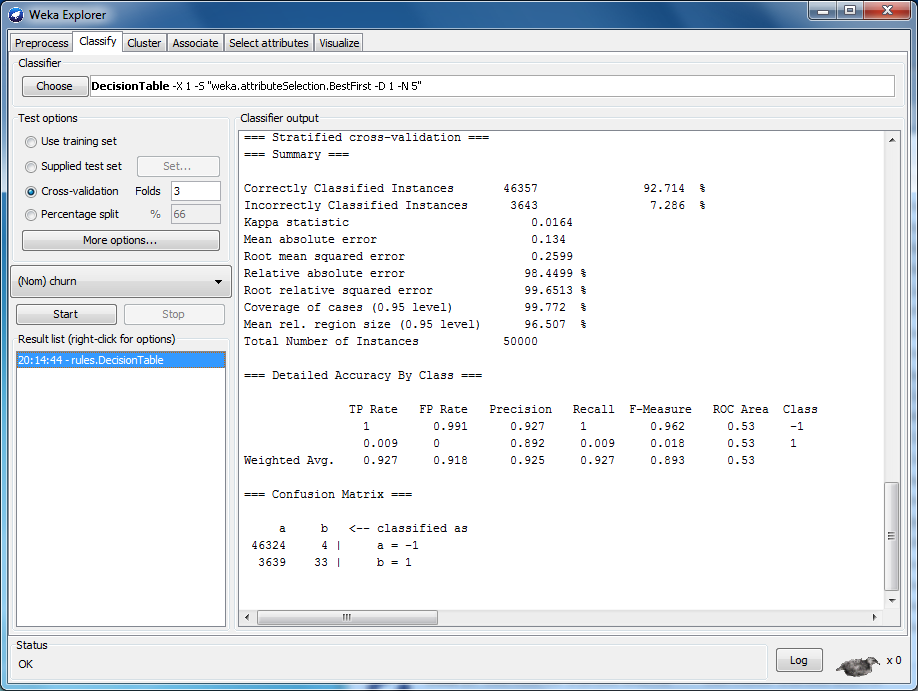 Weka Explorer
Preprocess Classify Cluster Associate Select attributes Visualize
Classifier
Choose DecisionTable -X 1 -S "weka.attributeSelection.BestFirst -D 1 -N 5"
Test options
Use training set
Supplied test set Set...
Cross-validation Folds 3
Percentage split % 66
More options...
(Nom) churn
Start Stop
Result list (right-click for options)
20:14:44 - rules.DecisionTable
Classifier output
=== Stratified cross-validation ===
=== Summary ===
Correctly Classified Instances 46357 92.714 %
Incorrectly Classified Instances 3643 7.286 %
Kappa statistic 0.0164
Mean absolute error 0.134
Root mean squared error 0.2599
Relative absolute error 98.4499 %
Root relative squared error 99.6513 %
Coverage of cases (0.95 level) 99.772 %
Mean rel. region size (0.95 level) 96.507 %
Total Number of Instances 50000
=== Detailed Accuracy By Class ===
TP Rate FP Rate Precision Recall F-Measure ROC Area Class
1 0.991 0.927 1 0.962 0.53 -1
0.009 0 0.892 0.009 0.018 0.53 1
Weighted Avg. 0.927 0.918 0.925 0.927 0.893 0.53
=== Confusion Matrix ===
a b <-- classified as
46324 4 | a = -1
3639 33 | b = 1
Status
OK
Log
x 0